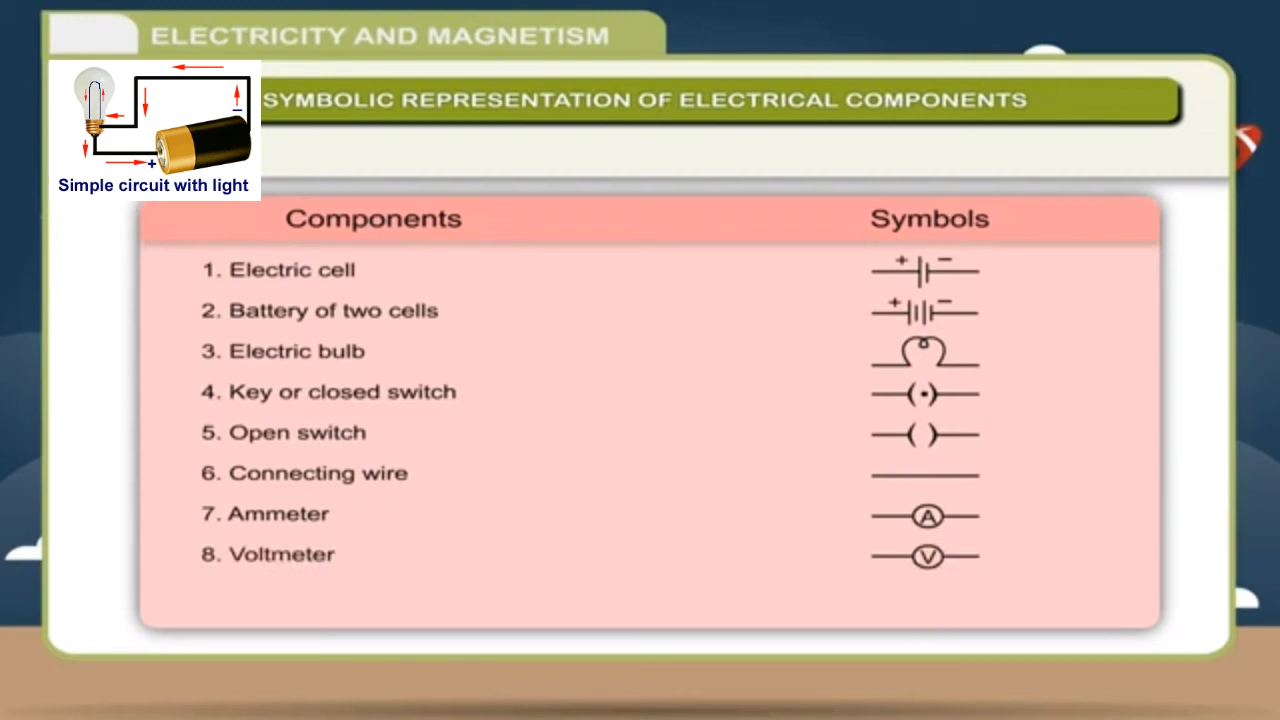 ELECTRICITY AND MAGNETISM
SYMBOLIC REPRESENTATION OF ELECTRICAL COMPONENTS
−
+
Simple circuit with light
Components Symbols
1. Electric cell + −
2. Battery of two cells + −
3. Electric bulb
4. Key or closed switch
5. Open switch
6. Connecting wire
7. Ammeter A
8. Voltmeter V